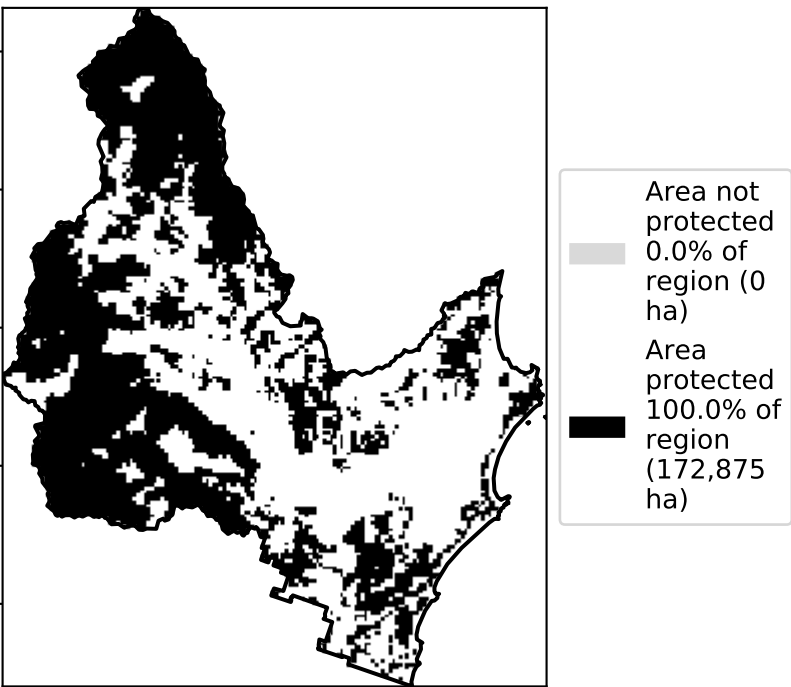 Area not
protected
0.0% of
region (0
ha)
Area
protected
100.0% of
region
(172,875
ha)